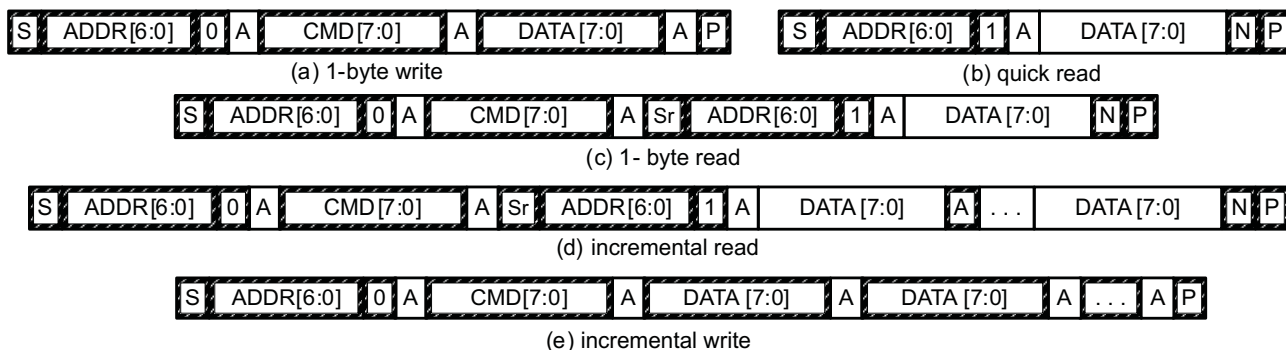 S ADDR[6:0] 0 A CMD[7:0] A DATA[7:0] A P
(a) 1-byte write
S ADDR[6:0] 1 A DATA[7:0] N P
(b) quick read
S ADDR[6:0] 0 A CMD[7:0] A Sr ADDR[6:0] 1 A DATA[7:0] N P
(c) 1- byte read
S ADDR[6:0] 0 A CMD[7:0] A Sr ADDR[6:0] 1 A DATA[7:0] A . . . DATA[7:0] N P
(d) incremental read
S ADDR[6:0] 0 A CMD[7:0] A DATA[7:0] A DATA[7:0] A . . . A P
(e) incremental write